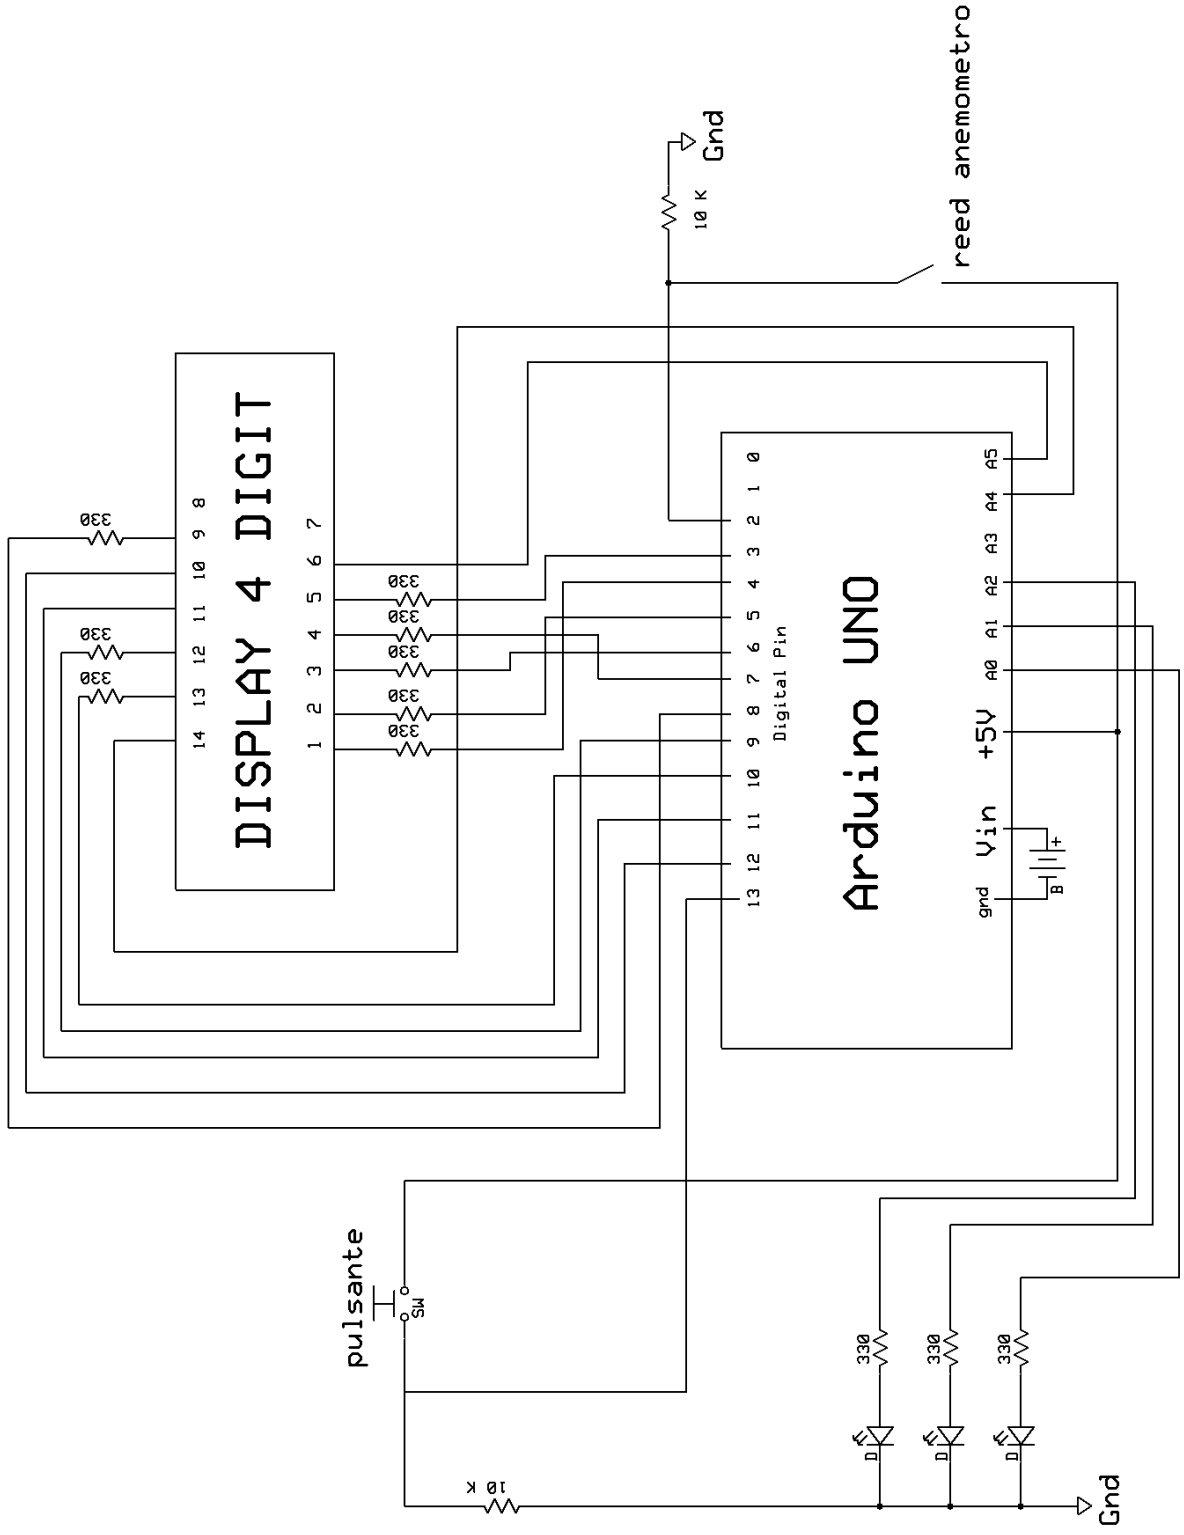 330 330 330
14 13 12 11 10 9 8
DISPLAY 4 DIGIT
1 2 3 4 5 6 7
pulsante
330 330 330 330 330
MS
10 K
10 K
Gnd
13 12 11 10 9 8 7 6 5 4 3 2 1 0
Digital Pin
Arduino UNO
D 330
D 330
reed anemometro
gnd Vin +5V A0 A1 A2 A3 A4 A5
D 330
B +
Gnd